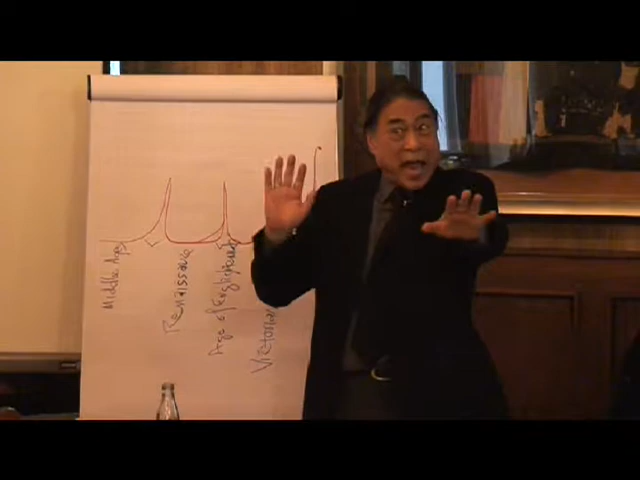 Middle Ages
Renaissance
Age of Enlightenment
Victorian